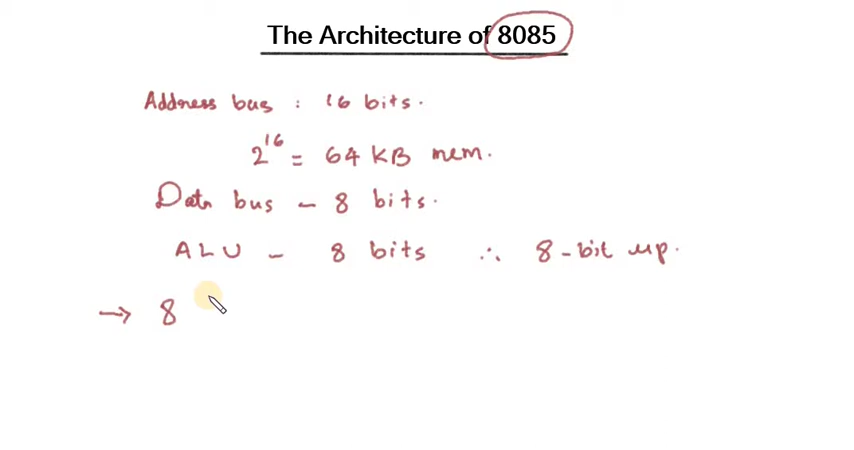 The Architecture of 8085
Address bus : 16 bits.
2^16 = 64 KB mem.
Data bus - 8 bits.
ALU - 8 bits ∴ 8-bit μp.
→ 8